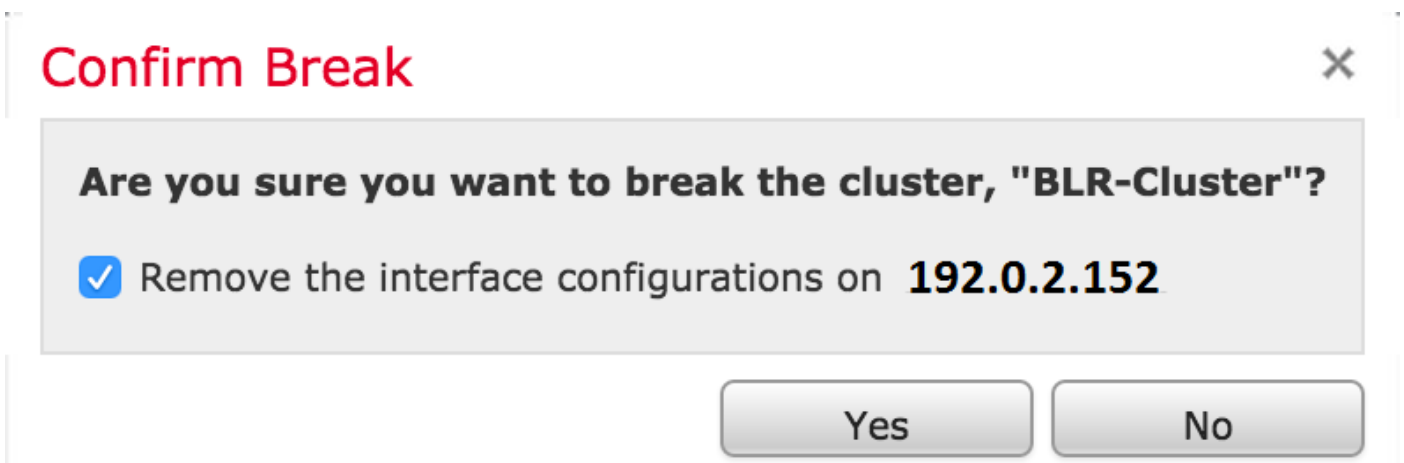 Confirm Break
Are you sure you want to break the cluster, "BLR-Cluster"?
Remove the interface configurations on 192.0.2.152
Yes No